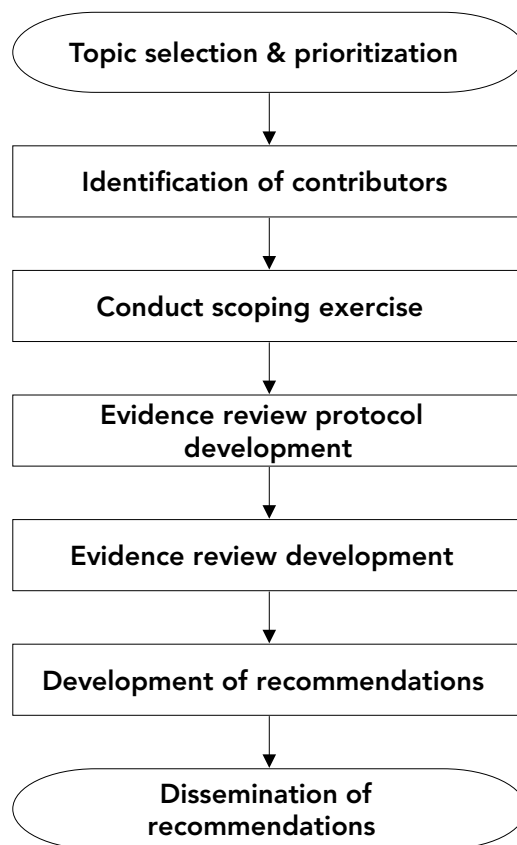 Topic selection & prioritization
Identification of contributors
Conduct scoping exercise
Evidence review protocol
development
Evidence review development
Development of recommendations
Dissemination of
recommendations